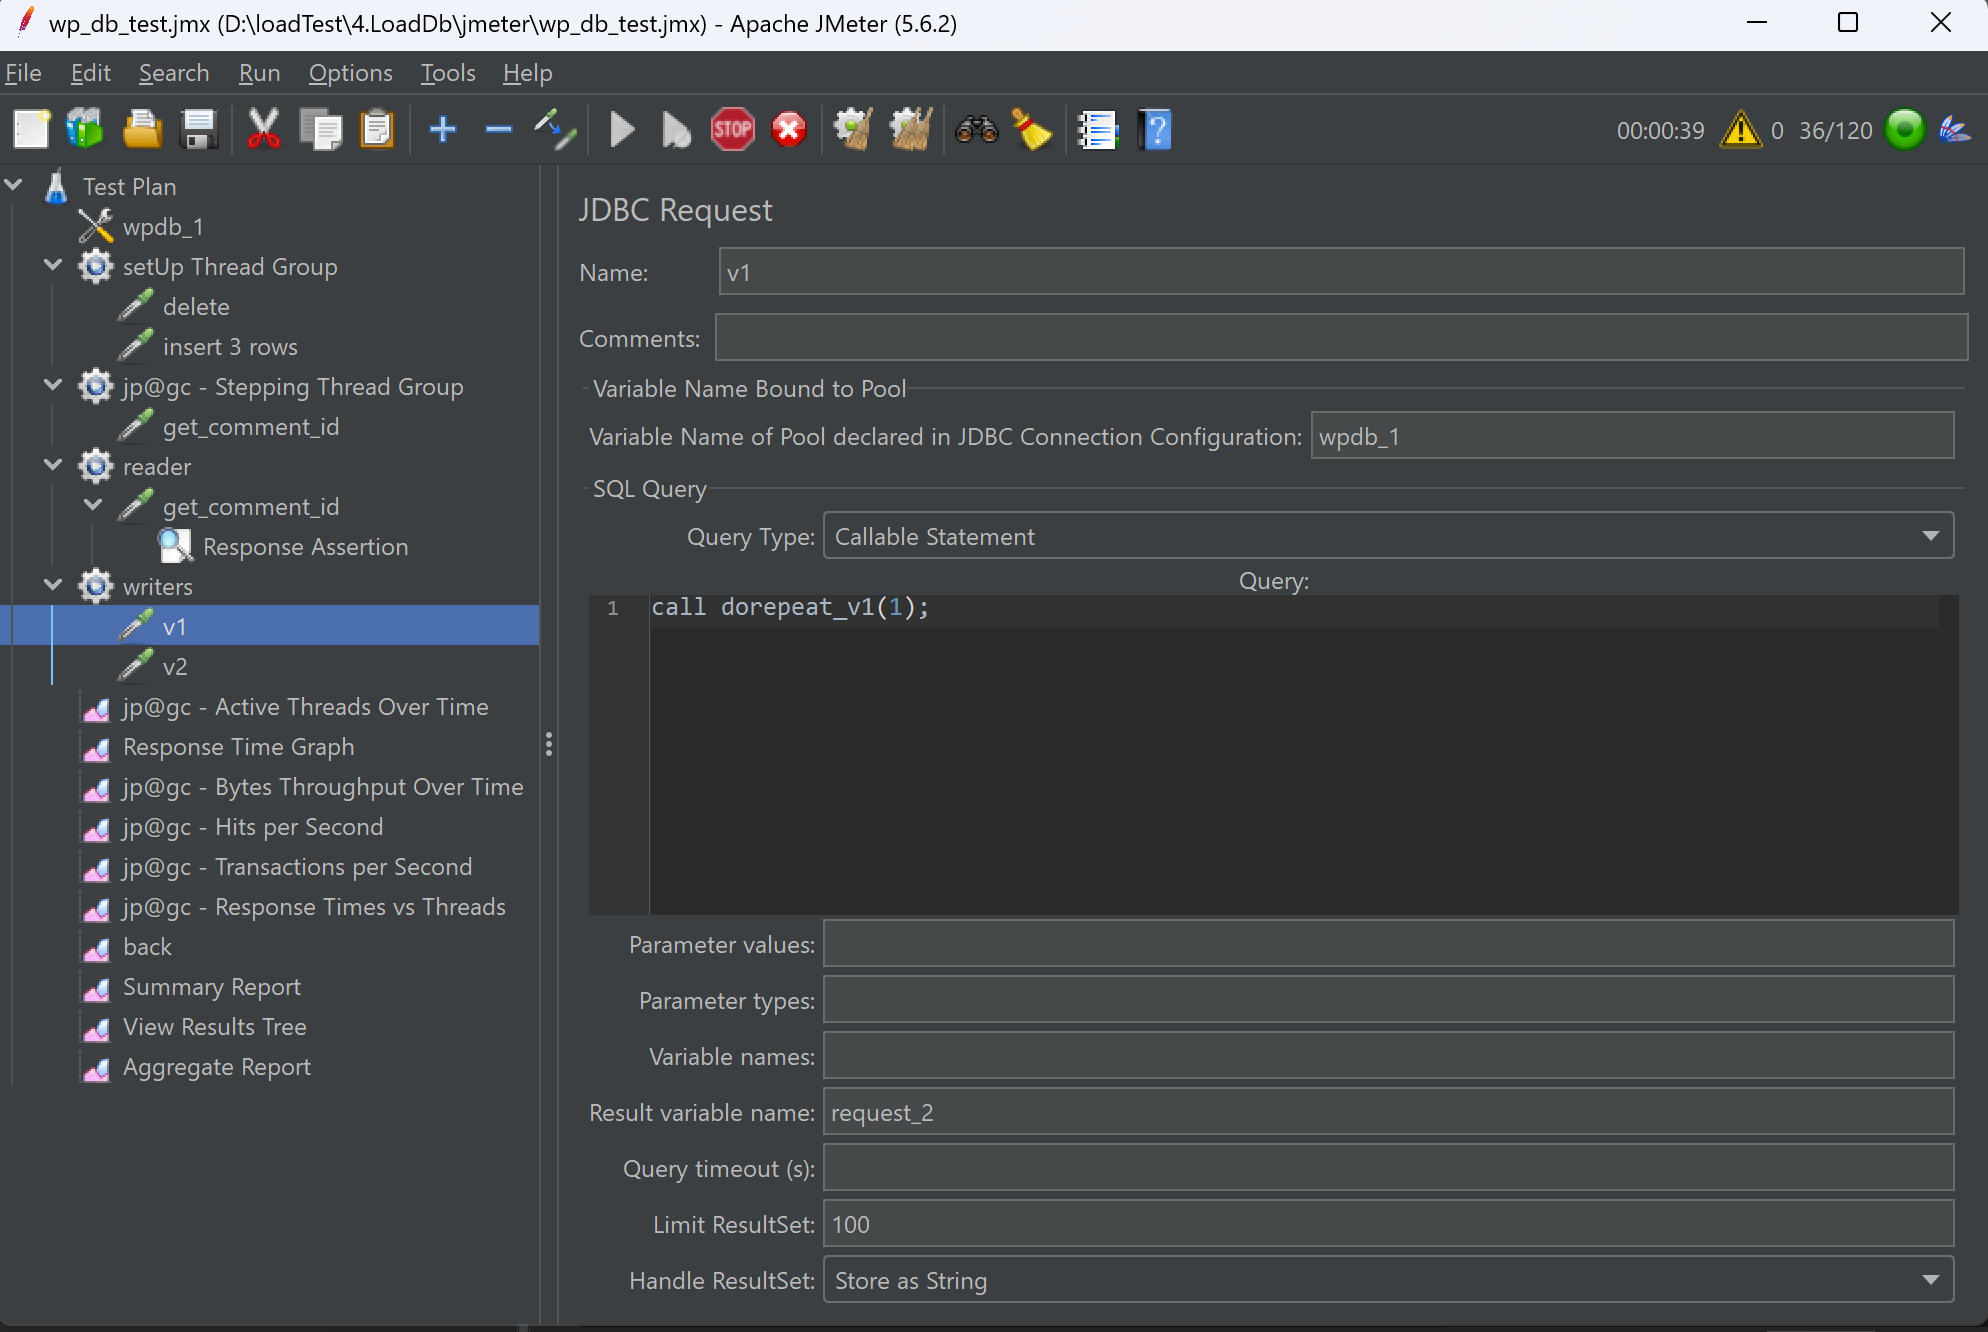 wp_db_test.jmx (D:\loadTest\4.LoadDb\jmeter\wp_db_test.jmx) - Apache JMeter (5.6.2)
File Edit Search Run Options Tools Help
STOP
00:00:39 0 36/120
Test Plan
wpdb_1
setUp Thread Group
delete
insert 3 rows
jp@gc - Stepping Thread Group
get_comment_id
reader
get_comment_id
Response Assertion
writers
v1
v2
jp@gc - Active Threads Over Time
Response Time Graph
jp@gc - Bytes Throughput Over Time
jp@gc - Hits per Second
jp@gc - Transactions per Second
jp@gc - Response Times vs Threads
back
Summary Report
View Results Tree
Aggregate Report
JDBC Request
Name: v1
Comments:
Variable Name Bound to Pool
Variable Name of Pool declared in JDBC Connection Configuration: wpdb_1
SQL Query
Query Type: Callable Statement
Query:
1 call dorepeat_v1(1);
Parameter values:
Parameter types:
Variable names:
Result variable name: request_2
Query timeout (s):
Limit ResultSet: 100
Handle ResultSet: Store as String